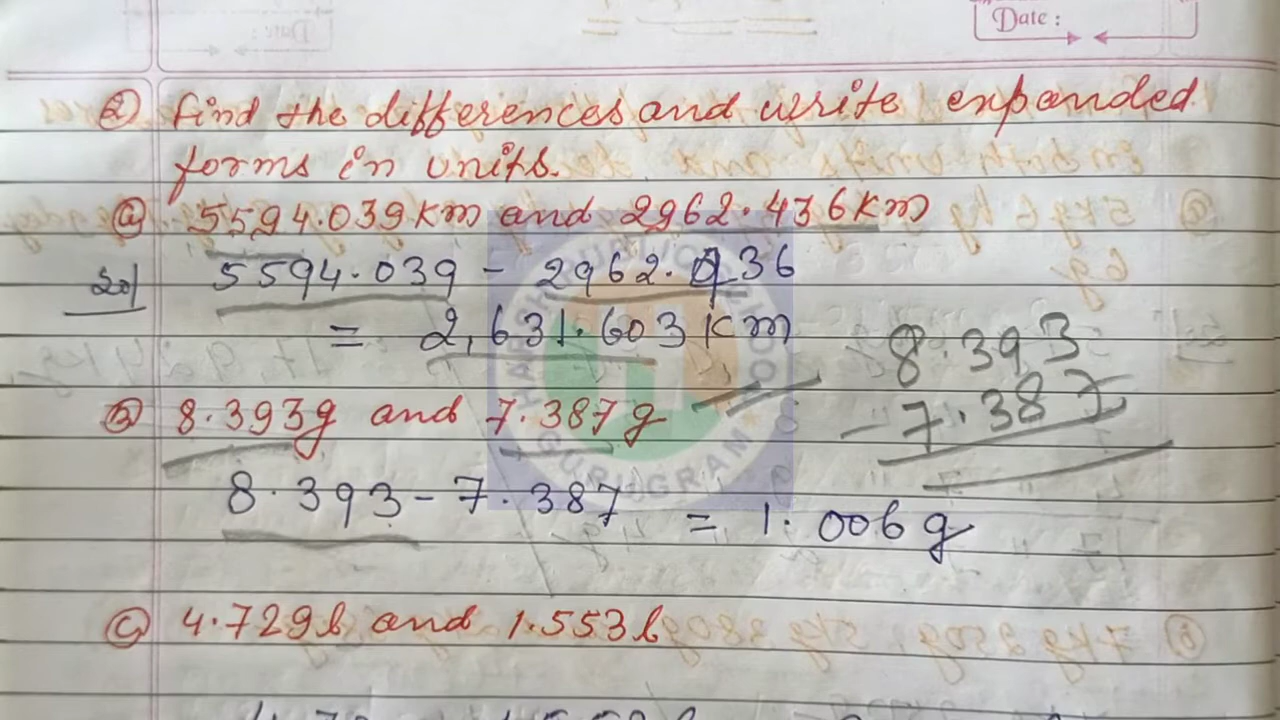 Date :
② find the differences and write expanded
forms in units.
ⓐ 5594.039 Km and 2962.436 Km
Sol 5594.039 - 2962.436
= 2,631.603 Km
ⓑ 8.393g and 7.387g
8.393
- 7.387
8.393 - 7.387 = 1.006 g
ⓒ 4.729l and 1.553l
GURUGRAM